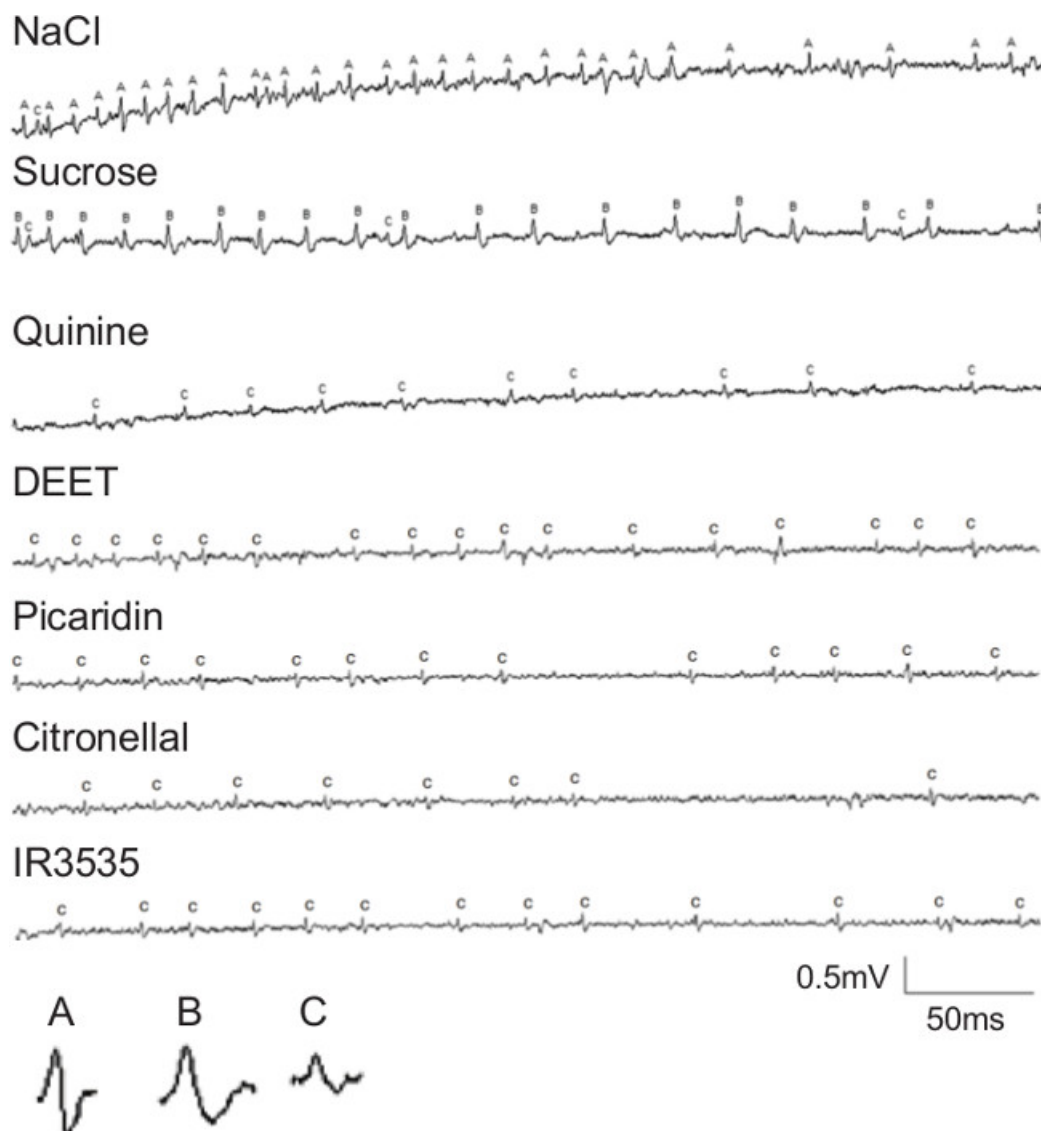 NaCl
A C A A A A A A A A A A A A A A A A A A A A A A A A A A A A
Sucrose
B C B B B B B B B B C B B B B B B B B C B
Quinine
C C C C C C C C C C
DEET
C C C C C C C C C C C C C C C C C
Picaridin
C C C C C C C C C C C C C
Citronellal
C C C C C C C C
IR3535
C C C C C C C C C C C C C
0.5mV
50ms
A B C